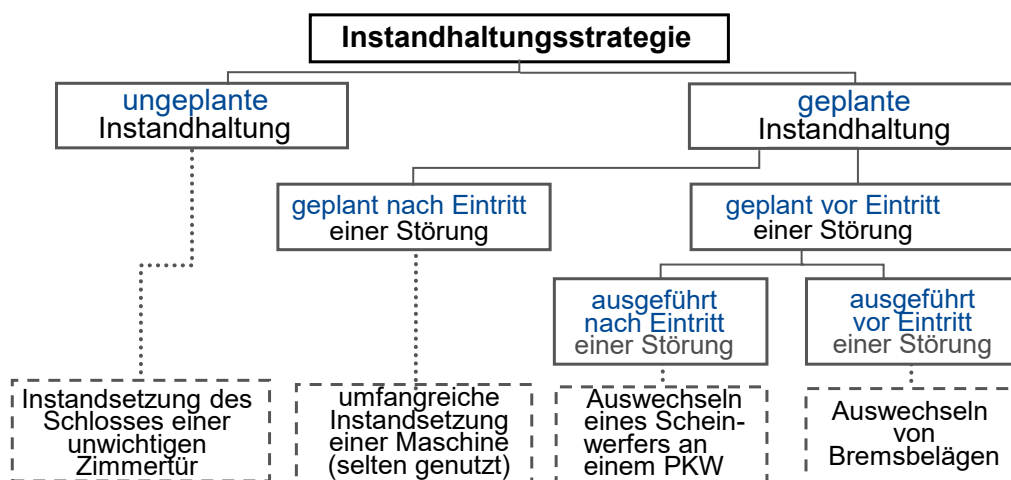 Instandhaltungsstrategie
ungeplante
Instandhaltung
geplante
Instandhaltung
geplant nach Eintritt
einer Störung
geplant vor Eintritt
einer Störung
ausgeführt
nach Eintritt
einer Störung
ausgeführt
vor Eintritt
einer Störung
Instandsetzung des
Schlosses einer
unwichtigen
Zimmertür
umfangreiche
Instandsetzung
einer Maschine
(selten genutzt)
Auswechseln
eines Schein-
werfers an
einem PKW
Auswechseln
von
Bremsbelägen